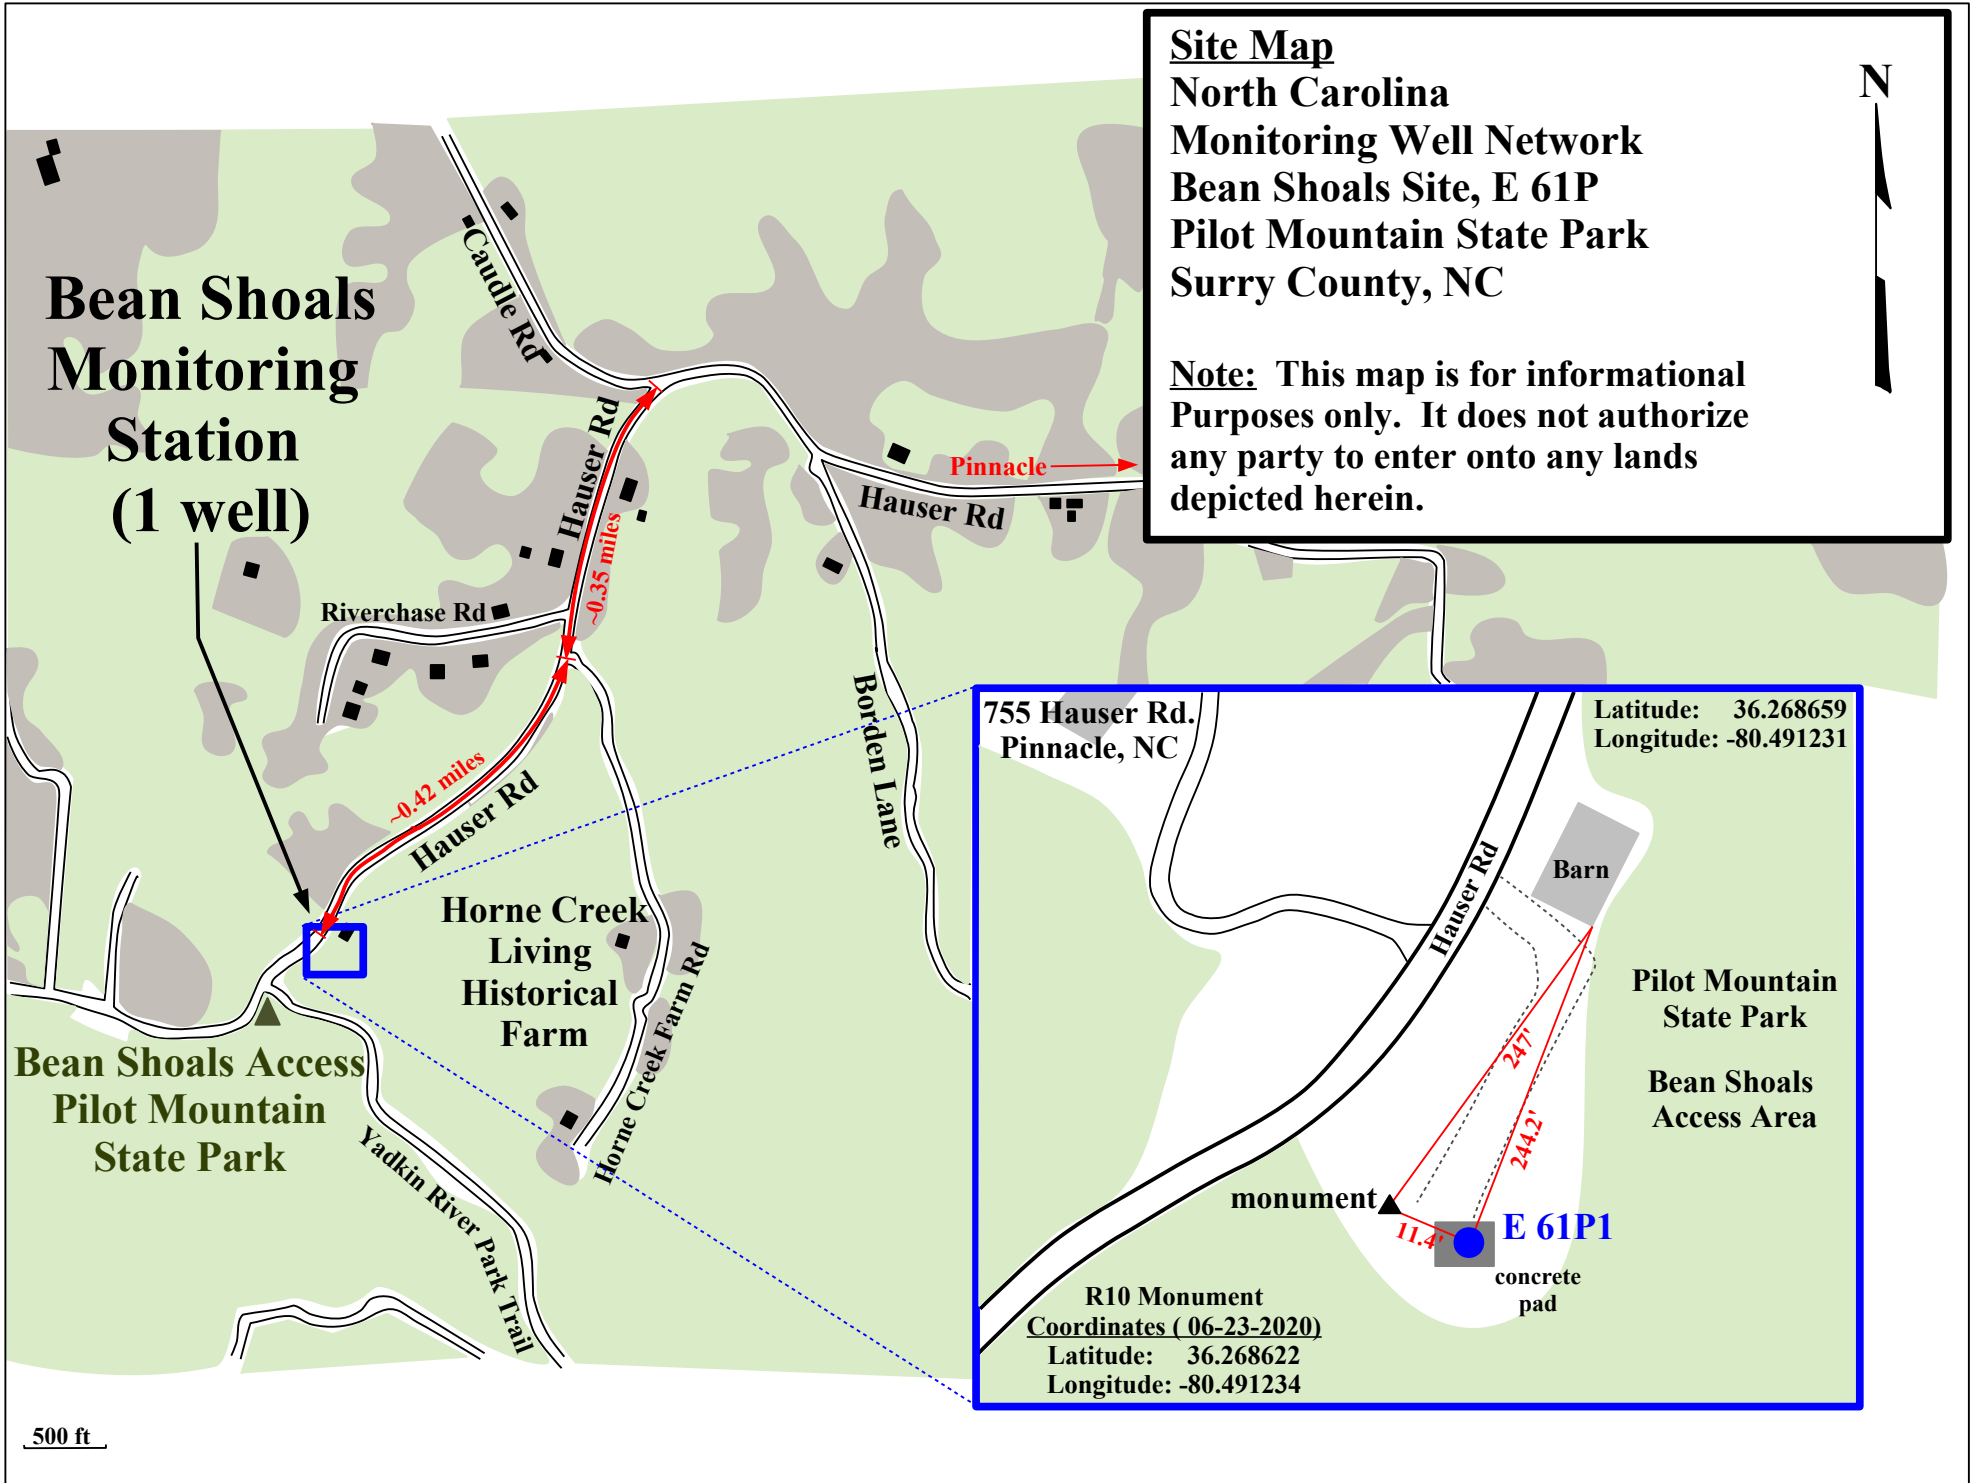 Site Map
North Carolina
Monitoring Well Network
Bean Shoals Site, E 61P
Pilot Mountain State Park
Surry County, NC
Note: This map is for informational
Purposes only. It does not authorize
any party to enter onto any lands
depicted herein.
N
Bean Shoals
Monitoring
Station
(1 well)
Caudle Rd
Hauser Rd
~0.35 miles
Pinnacle
Hauser Rd
Riverchase Rd
Borden Lane
~0.42 miles
Hauser Rd
Horne Creek
Living
Historical
Farm
Horne Creek Farm Rd
Bean Shoals Access
Pilot Mountain
State Park
Yadkin River Park Trail
500 ft
755 Hauser Rd.
Pinnacle, NC
Latitude: 36.268659
Longitude: -80.491231
Hauser Rd
Barn
Pilot Mountain
State Park
Bean Shoals
Access Area
247'
244.2'
monument
11.4'
E 61P1
concrete
pad
R10 Monument
Coordinates ( 06-23-2020)
Latitude: 36.268622
Longitude: -80.491234